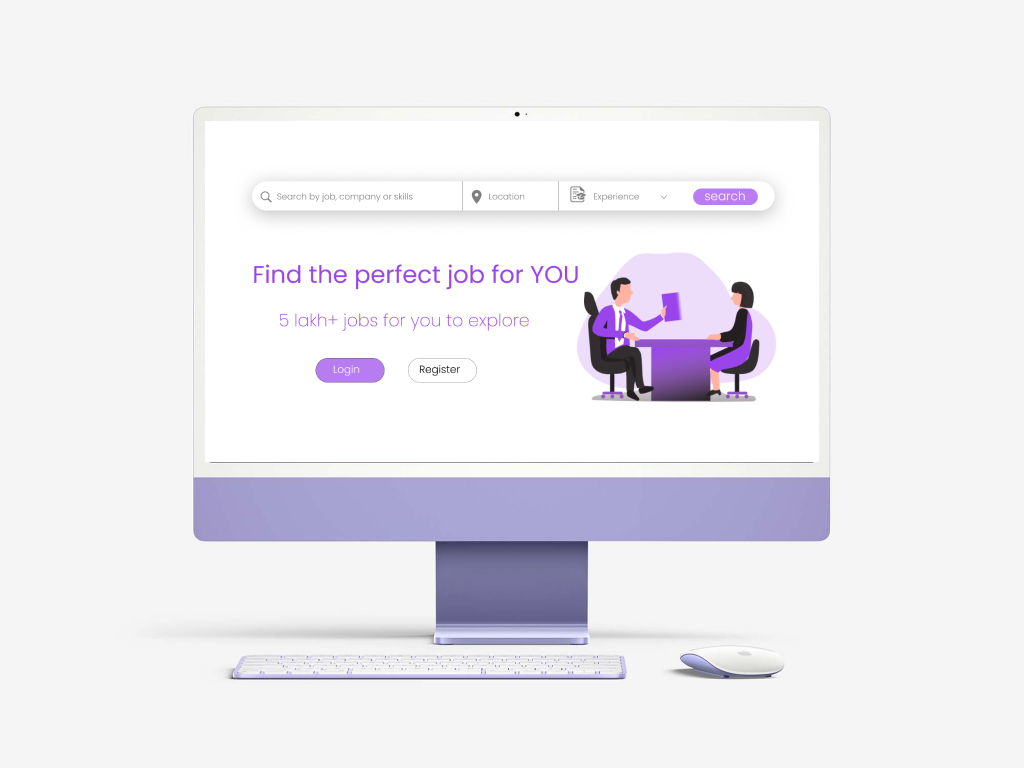 Search by job, company or skills
Location
Experience
search
Find the perfect job for YOU
5 lakh+ jobs for you to explore
Login
Register